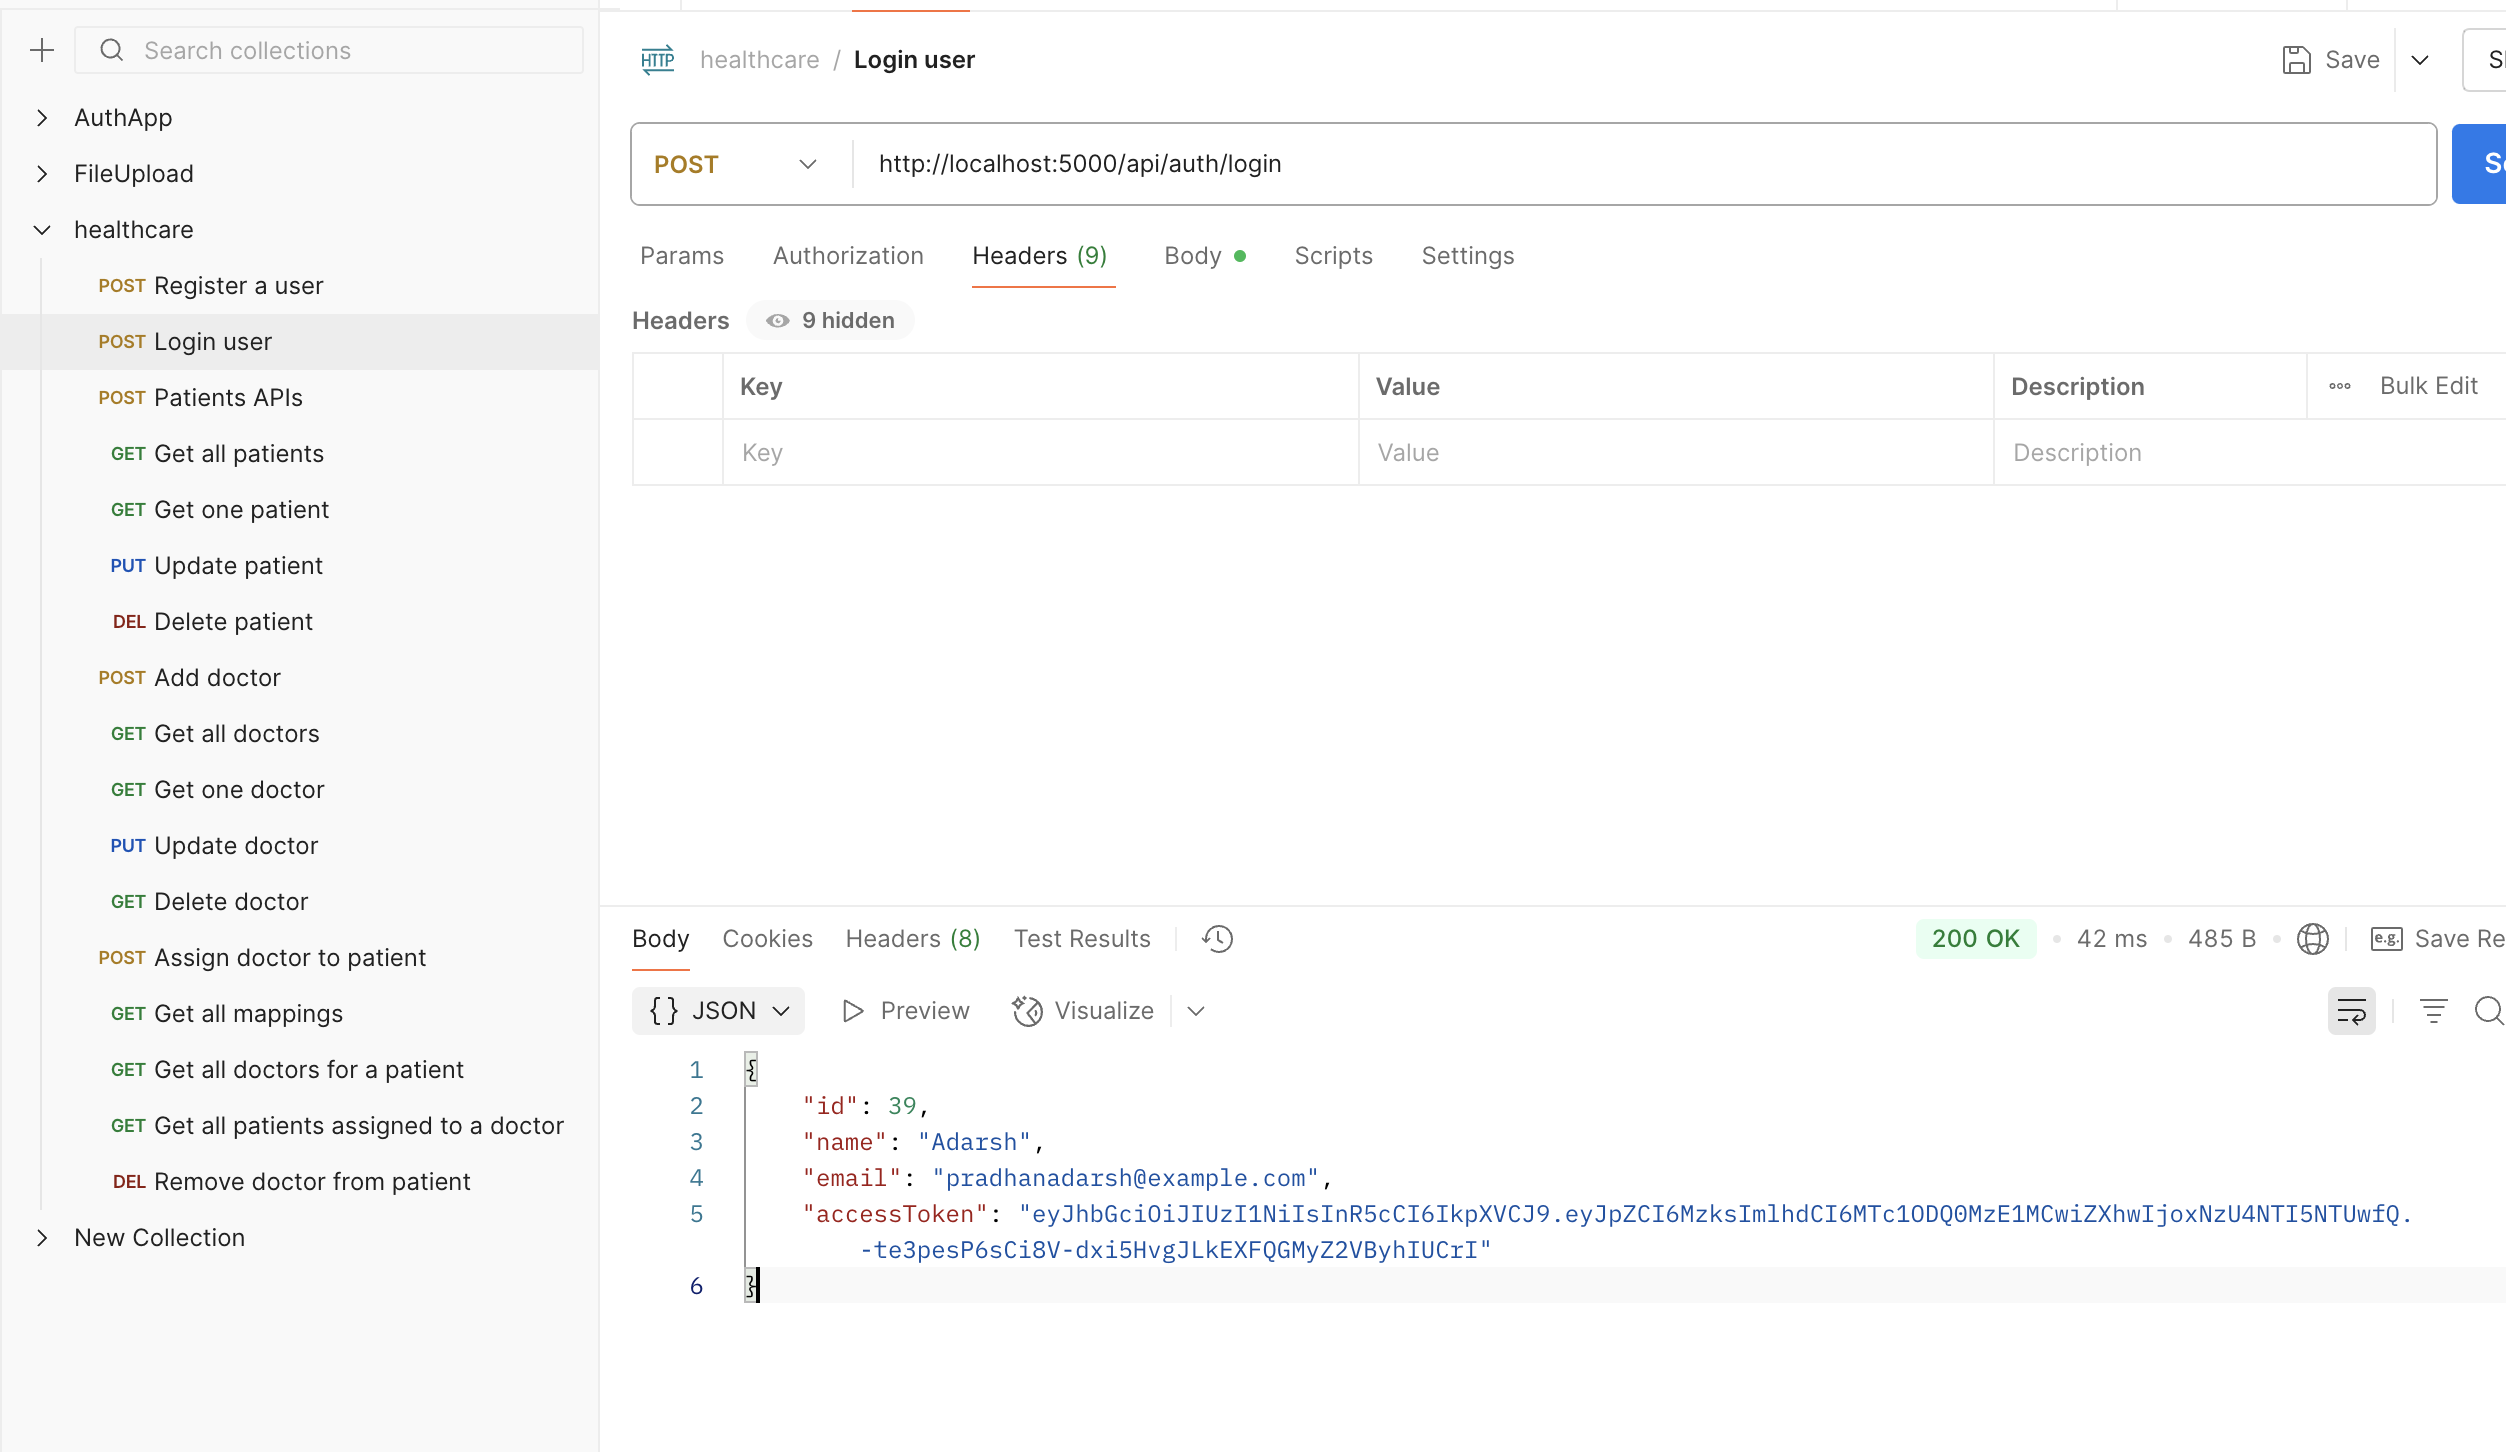 Search collections
AuthApp
FileUpload
healthcare
POST Register a user
POST Login user
POST Patients APIs
GET Get all patients
GET Get one patient
PUT Update patient
DEL Delete patient
POST Add doctor
GET Get all doctors
GET Get one doctor
PUT Update doctor
GET Delete doctor
POST Assign doctor to patient
GET Get all mappings
GET Get all doctors for a patient
GET Get all patients assigned to a doctor
DEL Remove doctor from patient
New Collection
HTTP healthcare / Login user
Save
POST http://localhost:5000/api/auth/login
Params Authorization Headers (9) Body Scripts Settings
Headers 9 hidden
Key Value Description Bulk Edit
Key Value Description
Body Cookies Headers (8) Test Results
200 OK 42 ms 485 B e.g. Save Re
{} JSON Preview Visualize
1 {
2 "id": 39,
3 "name": "Adarsh",
4 "email": "pradhanadarsh@example.com",
5 "accessToken": "eyJhbGciOiJIUzI1NiIsInR5cCI6IkpXVCJ9.eyJpZCI6MzksImlhdCI6MTc1ODQ0MzE1MCwiZXhwIjoxNzU4NTI5NTUwfQ.
-te3pesP6sCi8V-dxi5HvgJLkEXFQGMyZ2VByhIUCrI"
6 }